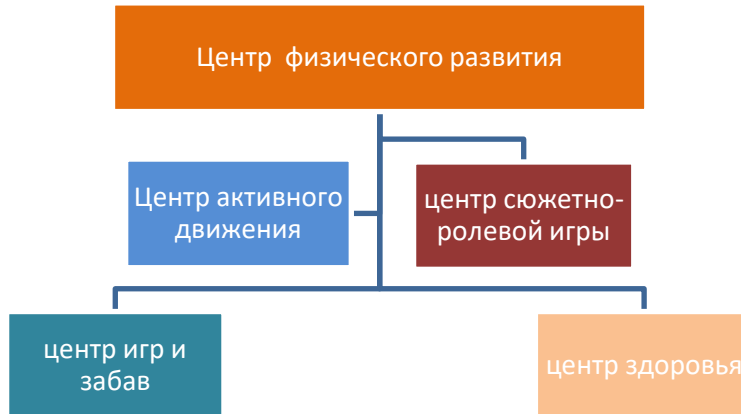 Центр физического развития
Центр активного
движения
центр сюжетно-
ролевой игры
центр игр и
забав
центр здоровья